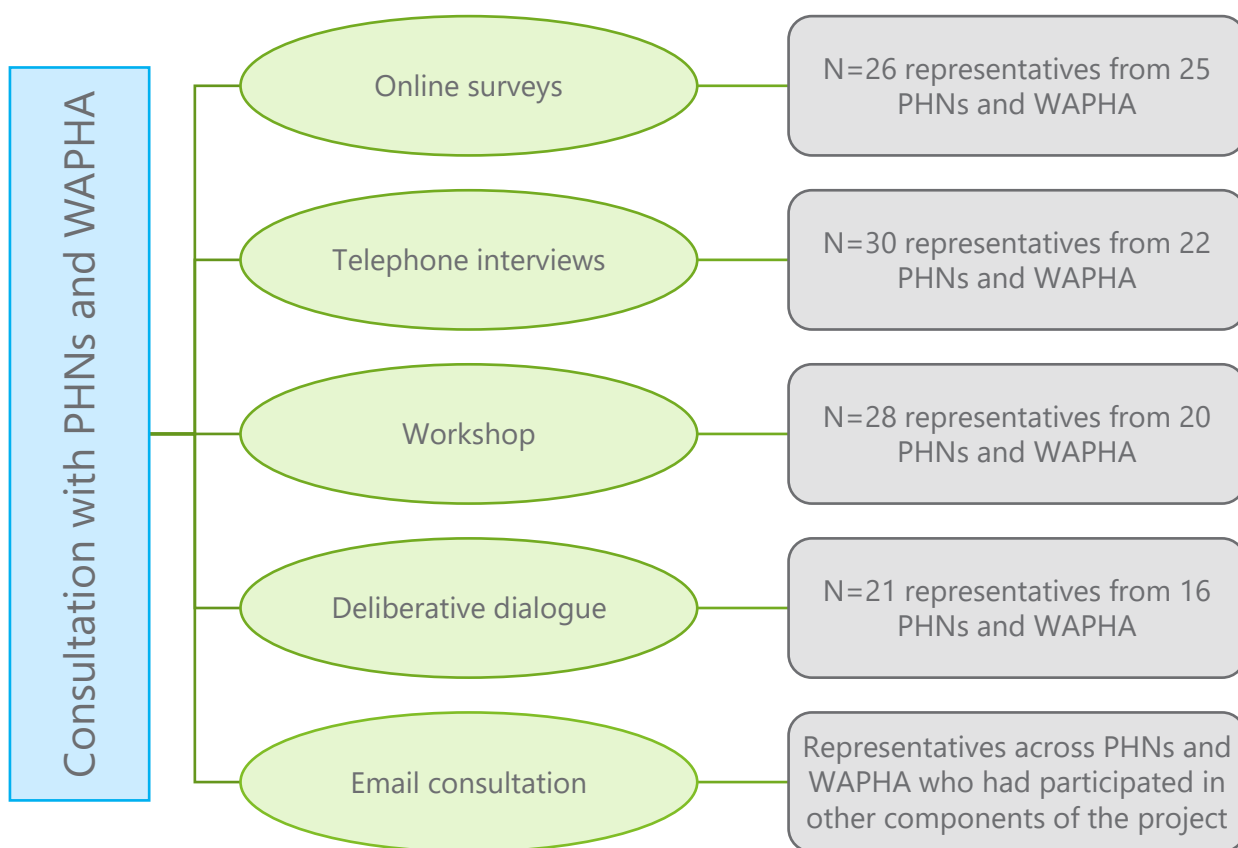 Consultation with PHNs and WAPHA
Online surveys
N=26 representatives from 25
PHNs and WAPHA
Telephone interviews
N=30 representatives from 22
PHNs and WAPHA
Workshop
N=28 representatives from 20
PHNs and WAPHA
Deliberative dialogue
N=21 representatives from 16
PHNs and WAPHA
Email consultation
Representatives across PHNs and
WAPHA who had participated in
other components of the project